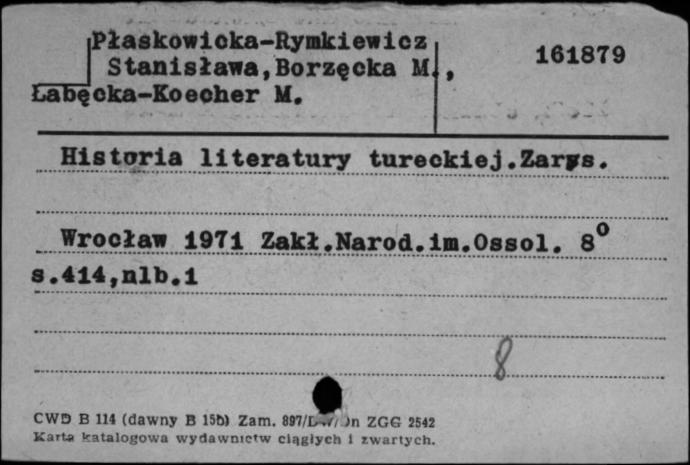 Płaskowicka-Rymkiewicz
161879
Stanisława, Borzęcka M.,
Łabęcka-Koecher M.
Historia literatury tureckiej. Zarys.
Wrocław 1971 Zakł. Narod. im. Ossol. 8°
s. 414, nlb. 1
8
CWD B 114 (dawny B 15b) Zam. 897/ ZGG 2542
Karta katalogowa wydawnictw ciągłych i zwartych.